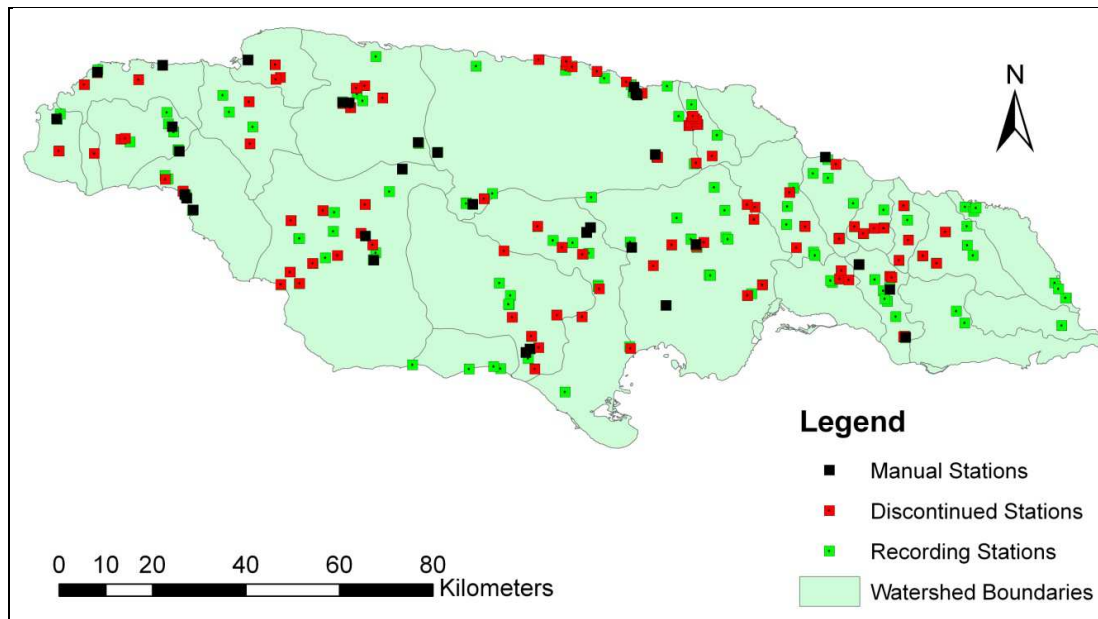 N
Legend
Manual Stations
Discontinued Stations
Recording Stations
Watershed Boundaries
0 10 20 40 60 80
Kilometers